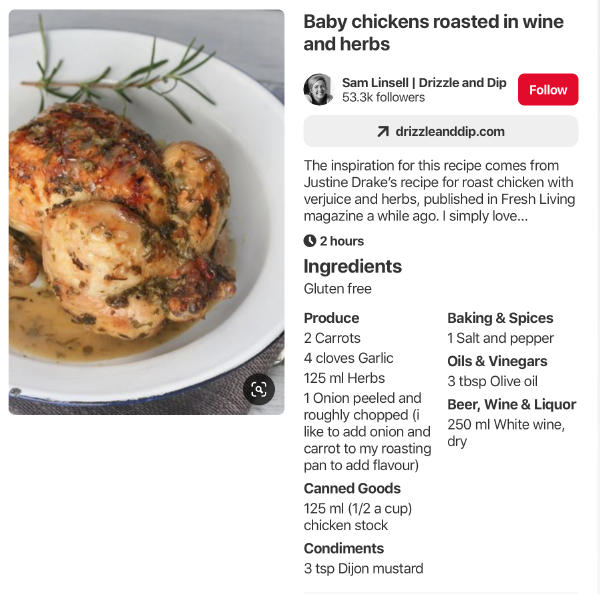 Baby chickens roasted in wine
and herbs
Sam Linsell | Drizzle and Dip
53.3k followers
Follow
drizzleanddip.com
The inspiration for this recipe comes from
Justine Drake's recipe for roast chicken with
verjuice and herbs, published in Fresh Living
magazine a while ago. I simply love...
2 hours
Ingredients
Gluten free
Produce
2 Carrots
4 cloves Garlic
125 ml Herbs
1 Onion peeled and
roughly chopped (i
like to add onion and
carrot to my roasting
pan to add flavour)
Canned Goods
125 ml (1/2 a cup)
chicken stock
Condiments
3 tsp Dijon mustard
Baking & Spices
1 Salt and pepper
Oils & Vinegars
3 tbsp Olive oil
Beer, Wine & Liquor
250 ml White wine,
dry